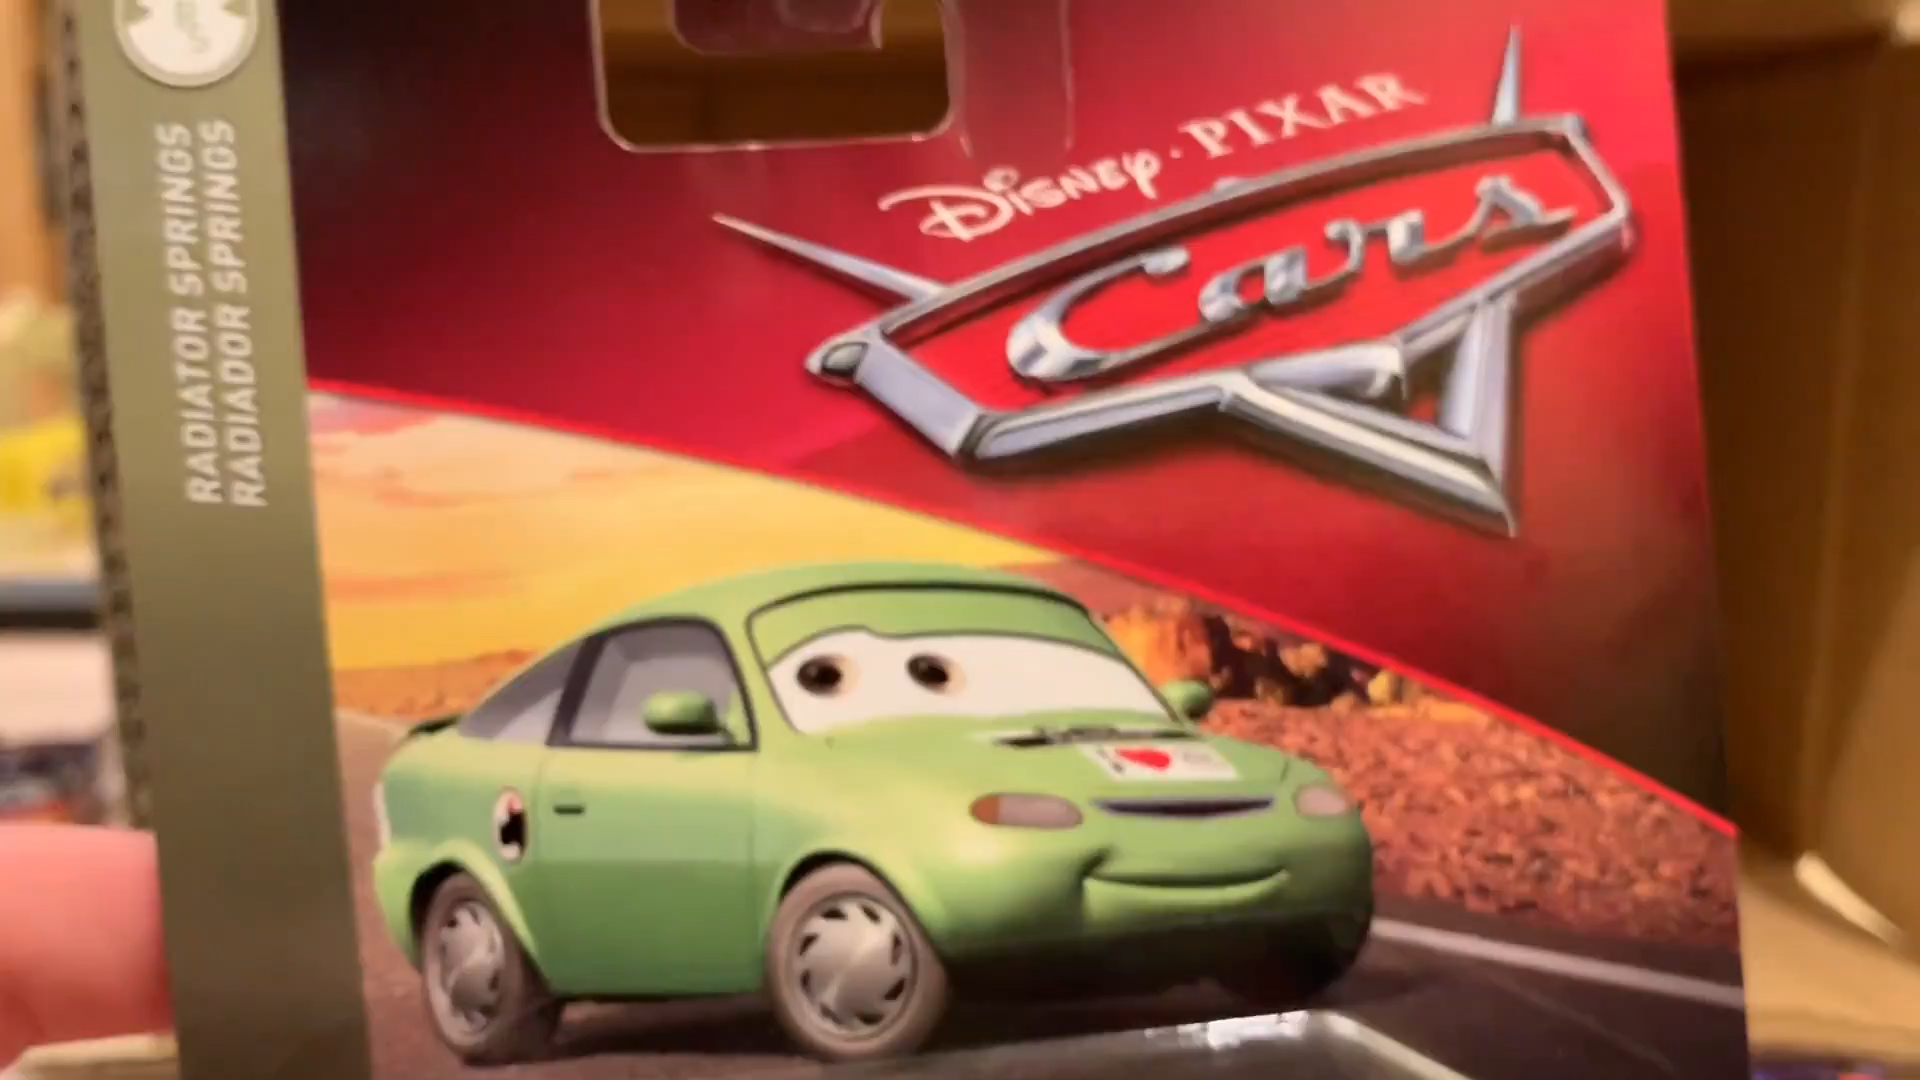 RADIATOR SPRINGS
RADIADOR SPRINGS
DISNEY · PIXAR
Cars